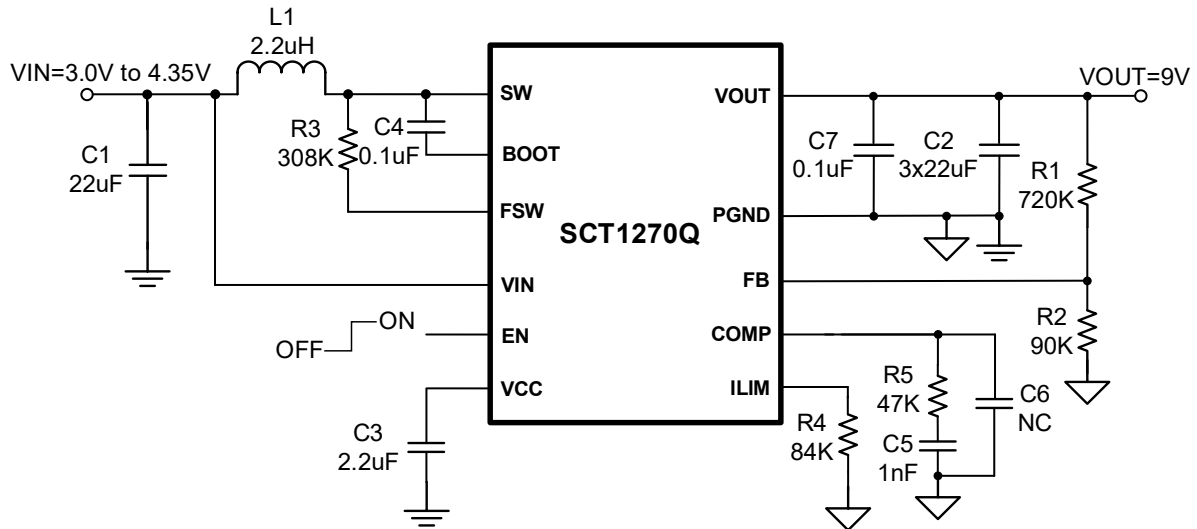 L1
2.2uH
VIN=3.0V to 4.35V
VOUT=9V
SW
VOUT
R3
308K
C4
0.1uF
C1
22uF
BOOT
C7
0.1uF
C2
3x22uF
R1
720K
FSW
PGND
SCT1270Q
VIN
FB
ON
OFF
EN
COMP
R2
90K
VCC
ILIM
R5
47K
C6
NC
R4
84K
C3
2.2uF
C5
1nF